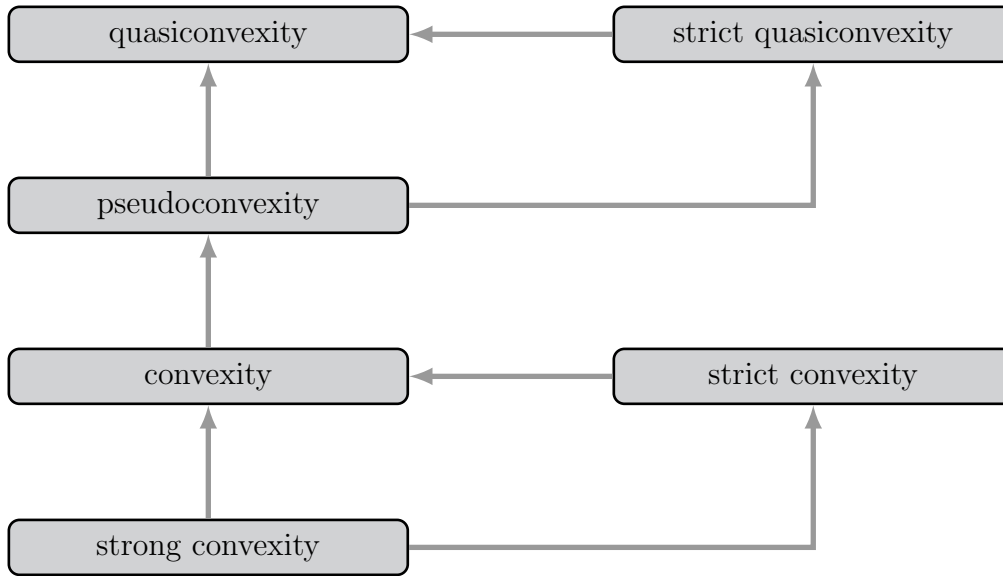 quasiconvexity
strict quasiconvexity
pseudoconvexity
convexity
strict convexity
strong convexity